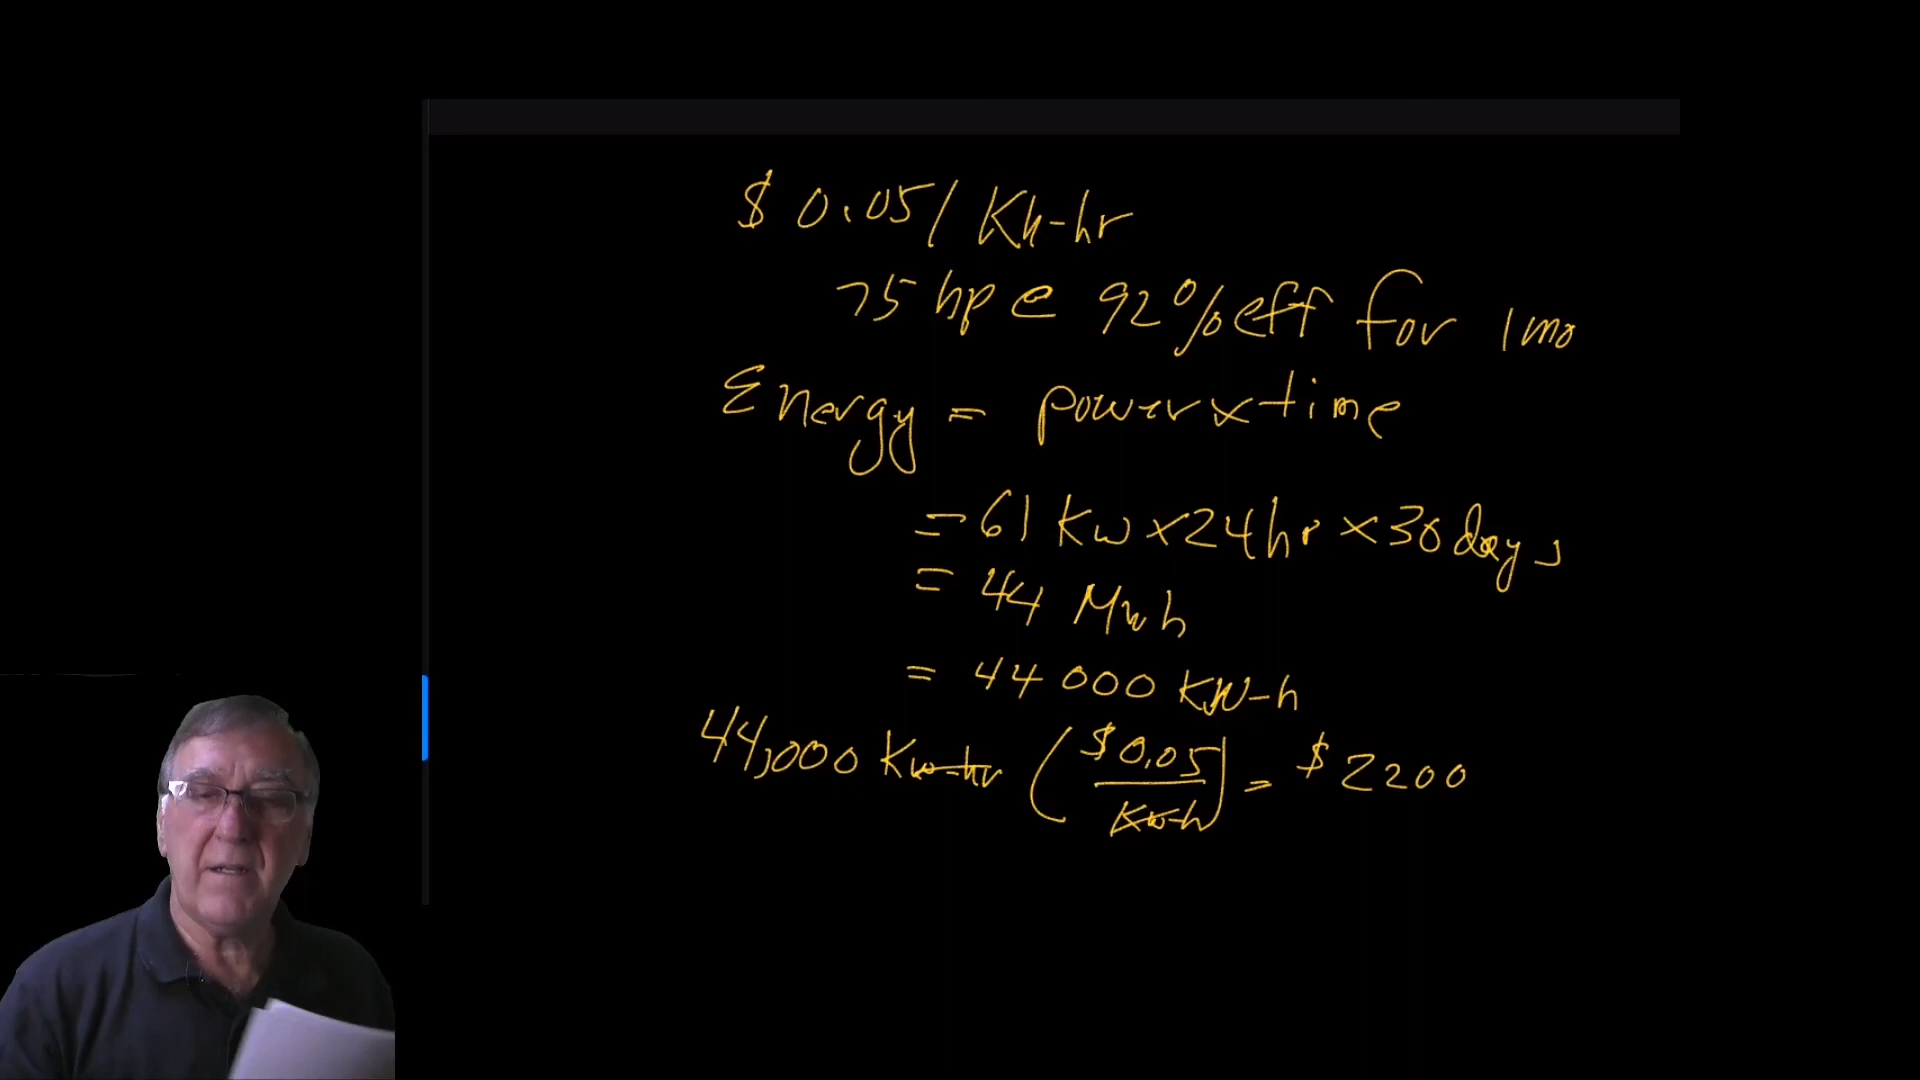 $ 0.05/ Kh-hr
75 hp @ 92% eff for 1 mo
Energy = power x time
= 61 Kw x 24 hr x 30 days
= 44 Mwh
= 44 000 KW-h
44,000 Kw-hr ($0.05/Kw-h) = $2200